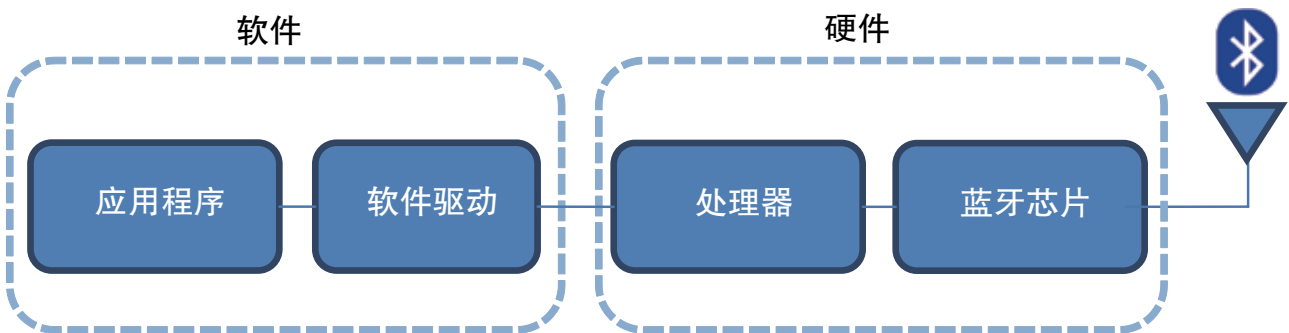 软件
硬件
应用程序
软件驱动
处理器
蓝牙芯片